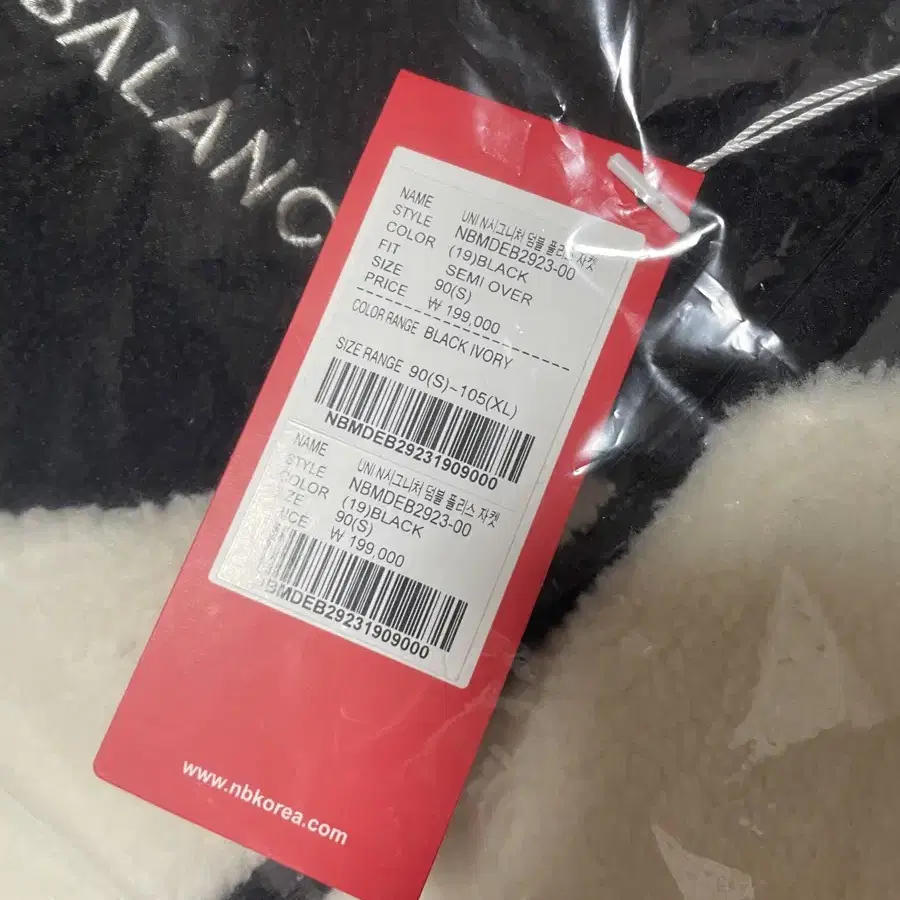 BALANC
NAME UNI N시그니처 덤블 플리스 자켓
STYLE NBMDEB2923-00
COLOR (19)BLACK
FIT SEMI OVER
SIZE 90(S)
PRICE ₩ 199,000
COLOR RANGE BLACK IVORY
SIZE RANGE 90(S)-105(XL)
NBMDEB29231909000
NAME UNI N시그니처 덤블 플리스 자켓
STYLE NBMDEB2923-00
COLOR (19)BLACK
IZE 90(S)
RICE ₩ 199,000
NBMDEB29231909000
www.nbkorea.com